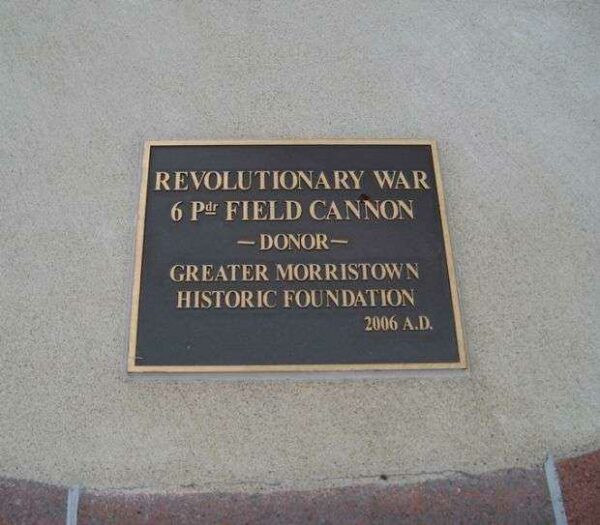 REVOLUTIONARY WAR
6 Pdr FIELD CANNON
— DONOR —
GREATER MORRISTOWN
HISTORIC FOUNDATION
2006 A.D.